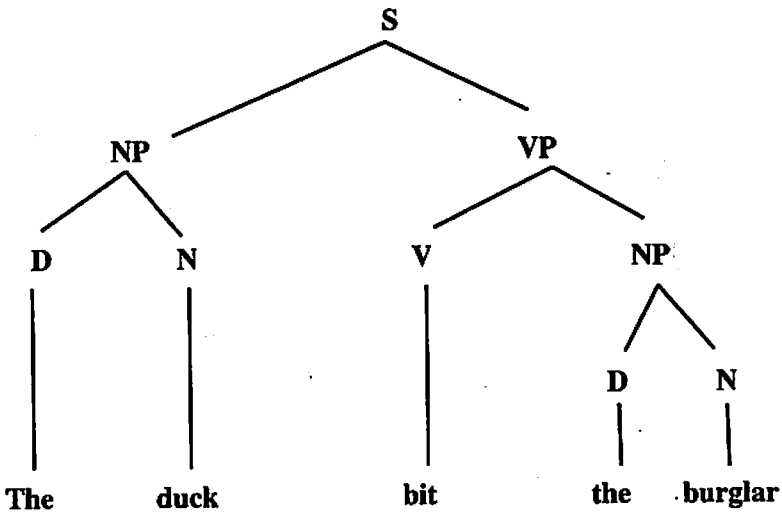 S
NP VP
D N V NP
D N
The duck bit the burglar